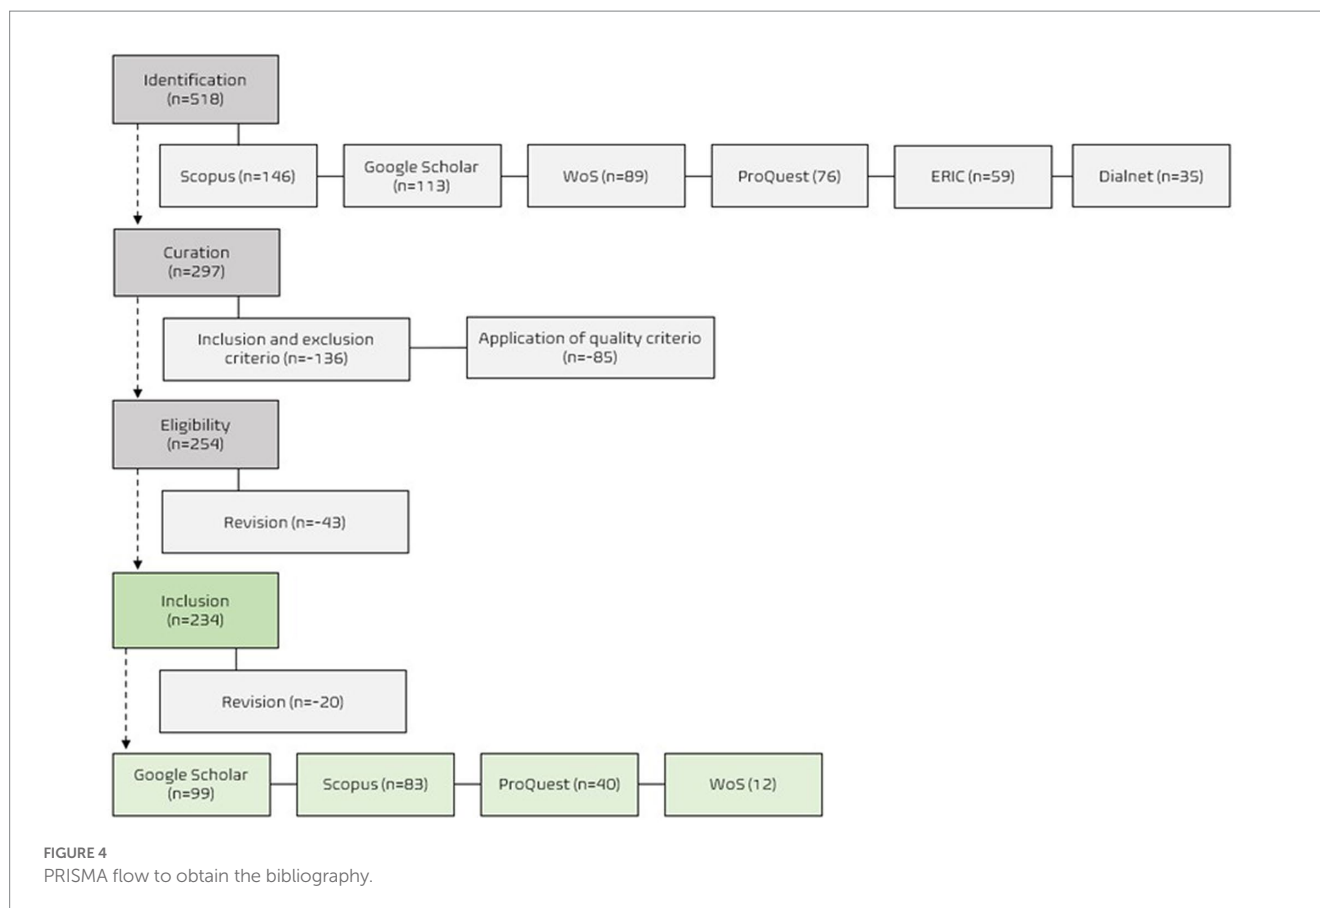 Identification
(n=518)
Scopus (n=146)
Google Scholar
(n=113)
WoS (n=89)
ProQuest (76)
ERIC (n=59)
Dialnet (n=35)
Curation
(n=297)
Inclusion and exclusion
criterio (n=-136)
Application of quality criterio
(n=-85)
Eligibility
(n=254)
Revision (n=-43)
Inclusion
(n=234)
Revision (n=-20)
Google Scholar
(n=99)
Scopus (n=83)
ProQuest (n=40)
WoS (12)
FIGURE 4
PRISMA flow to obtain the bibliography.